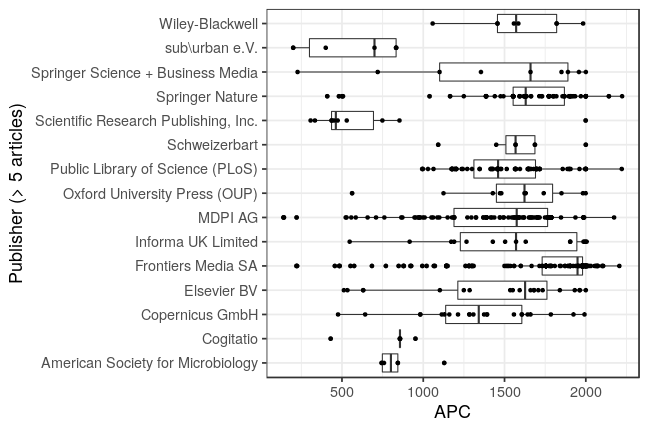 Publisher (> 5 articles)
Wiley-Blackwell
sub\urban e.V.
Springer Science + Business Media
Springer Nature
Scientific Research Publishing, Inc.
Schweizerbart
Public Library of Science (PLoS)
Oxford University Press (OUP)
MDPI AG
Informa UK Limited
Frontiers Media SA
Elsevier BV
Copernicus GmbH
Cogitatio
American Society for Microbiology
500 1000 1500 2000
APC